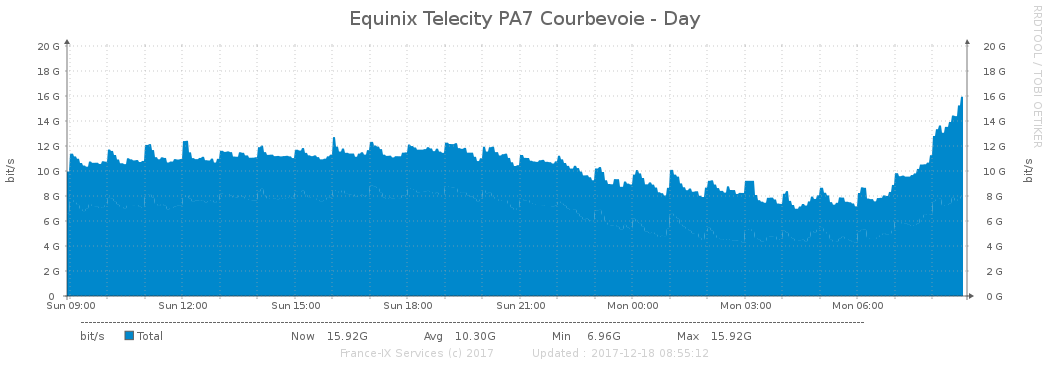 Equinix Telecity PA7 Courbevoie - Day
RRDTOOL / TOBI OETIKER
bit/s
20 G
18 G
16 G
14 G
12 G
10 G
8 G
6 G
4 G
2 G
0
20 G
18 G
16 G
14 G
12 G
10 G
8 G
6 G
4 G
2 G
0 G
bit/s
Sun 09:00 Sun 12:00 Sun 15:00 Sun 18:00 Sun 21:00 Mon 00:00 Mon 03:00 Mon 06:00
bit/s Total Now 15.92G Avg 10.30G Min 6.96G Max 15.92G
France-IX Services (c) 2017 Updated : 2017-12-18 08:55:12